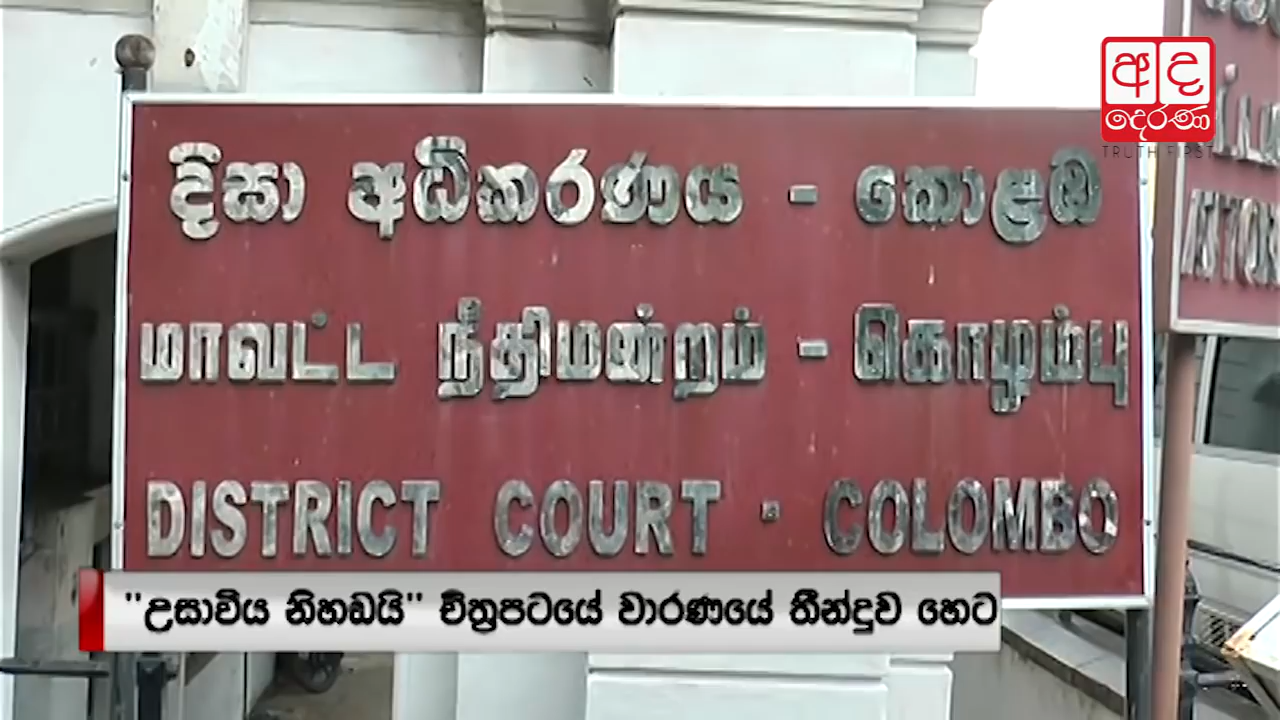 අද
දෙරණ
TRUTH FIRST
දිසා අධිකරණය - කොළඹ
மாவட்ட நீதிமன்றம் - கொழும்பு
DISTRICT COURT - COLOMBO
"උසාවිය නිහඬයි" චිත්‍රපටයේ වාරණයේ තීන්දුව හෙට